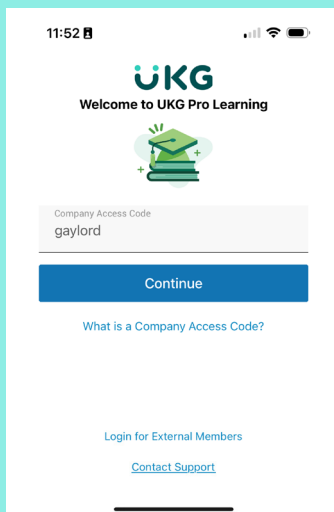 11:52
UKG
Welcome to UKG Pro Learning
Company Access Code
gaylord
Continue
What is a Company Access Code?
Login for External Members
Contact Support